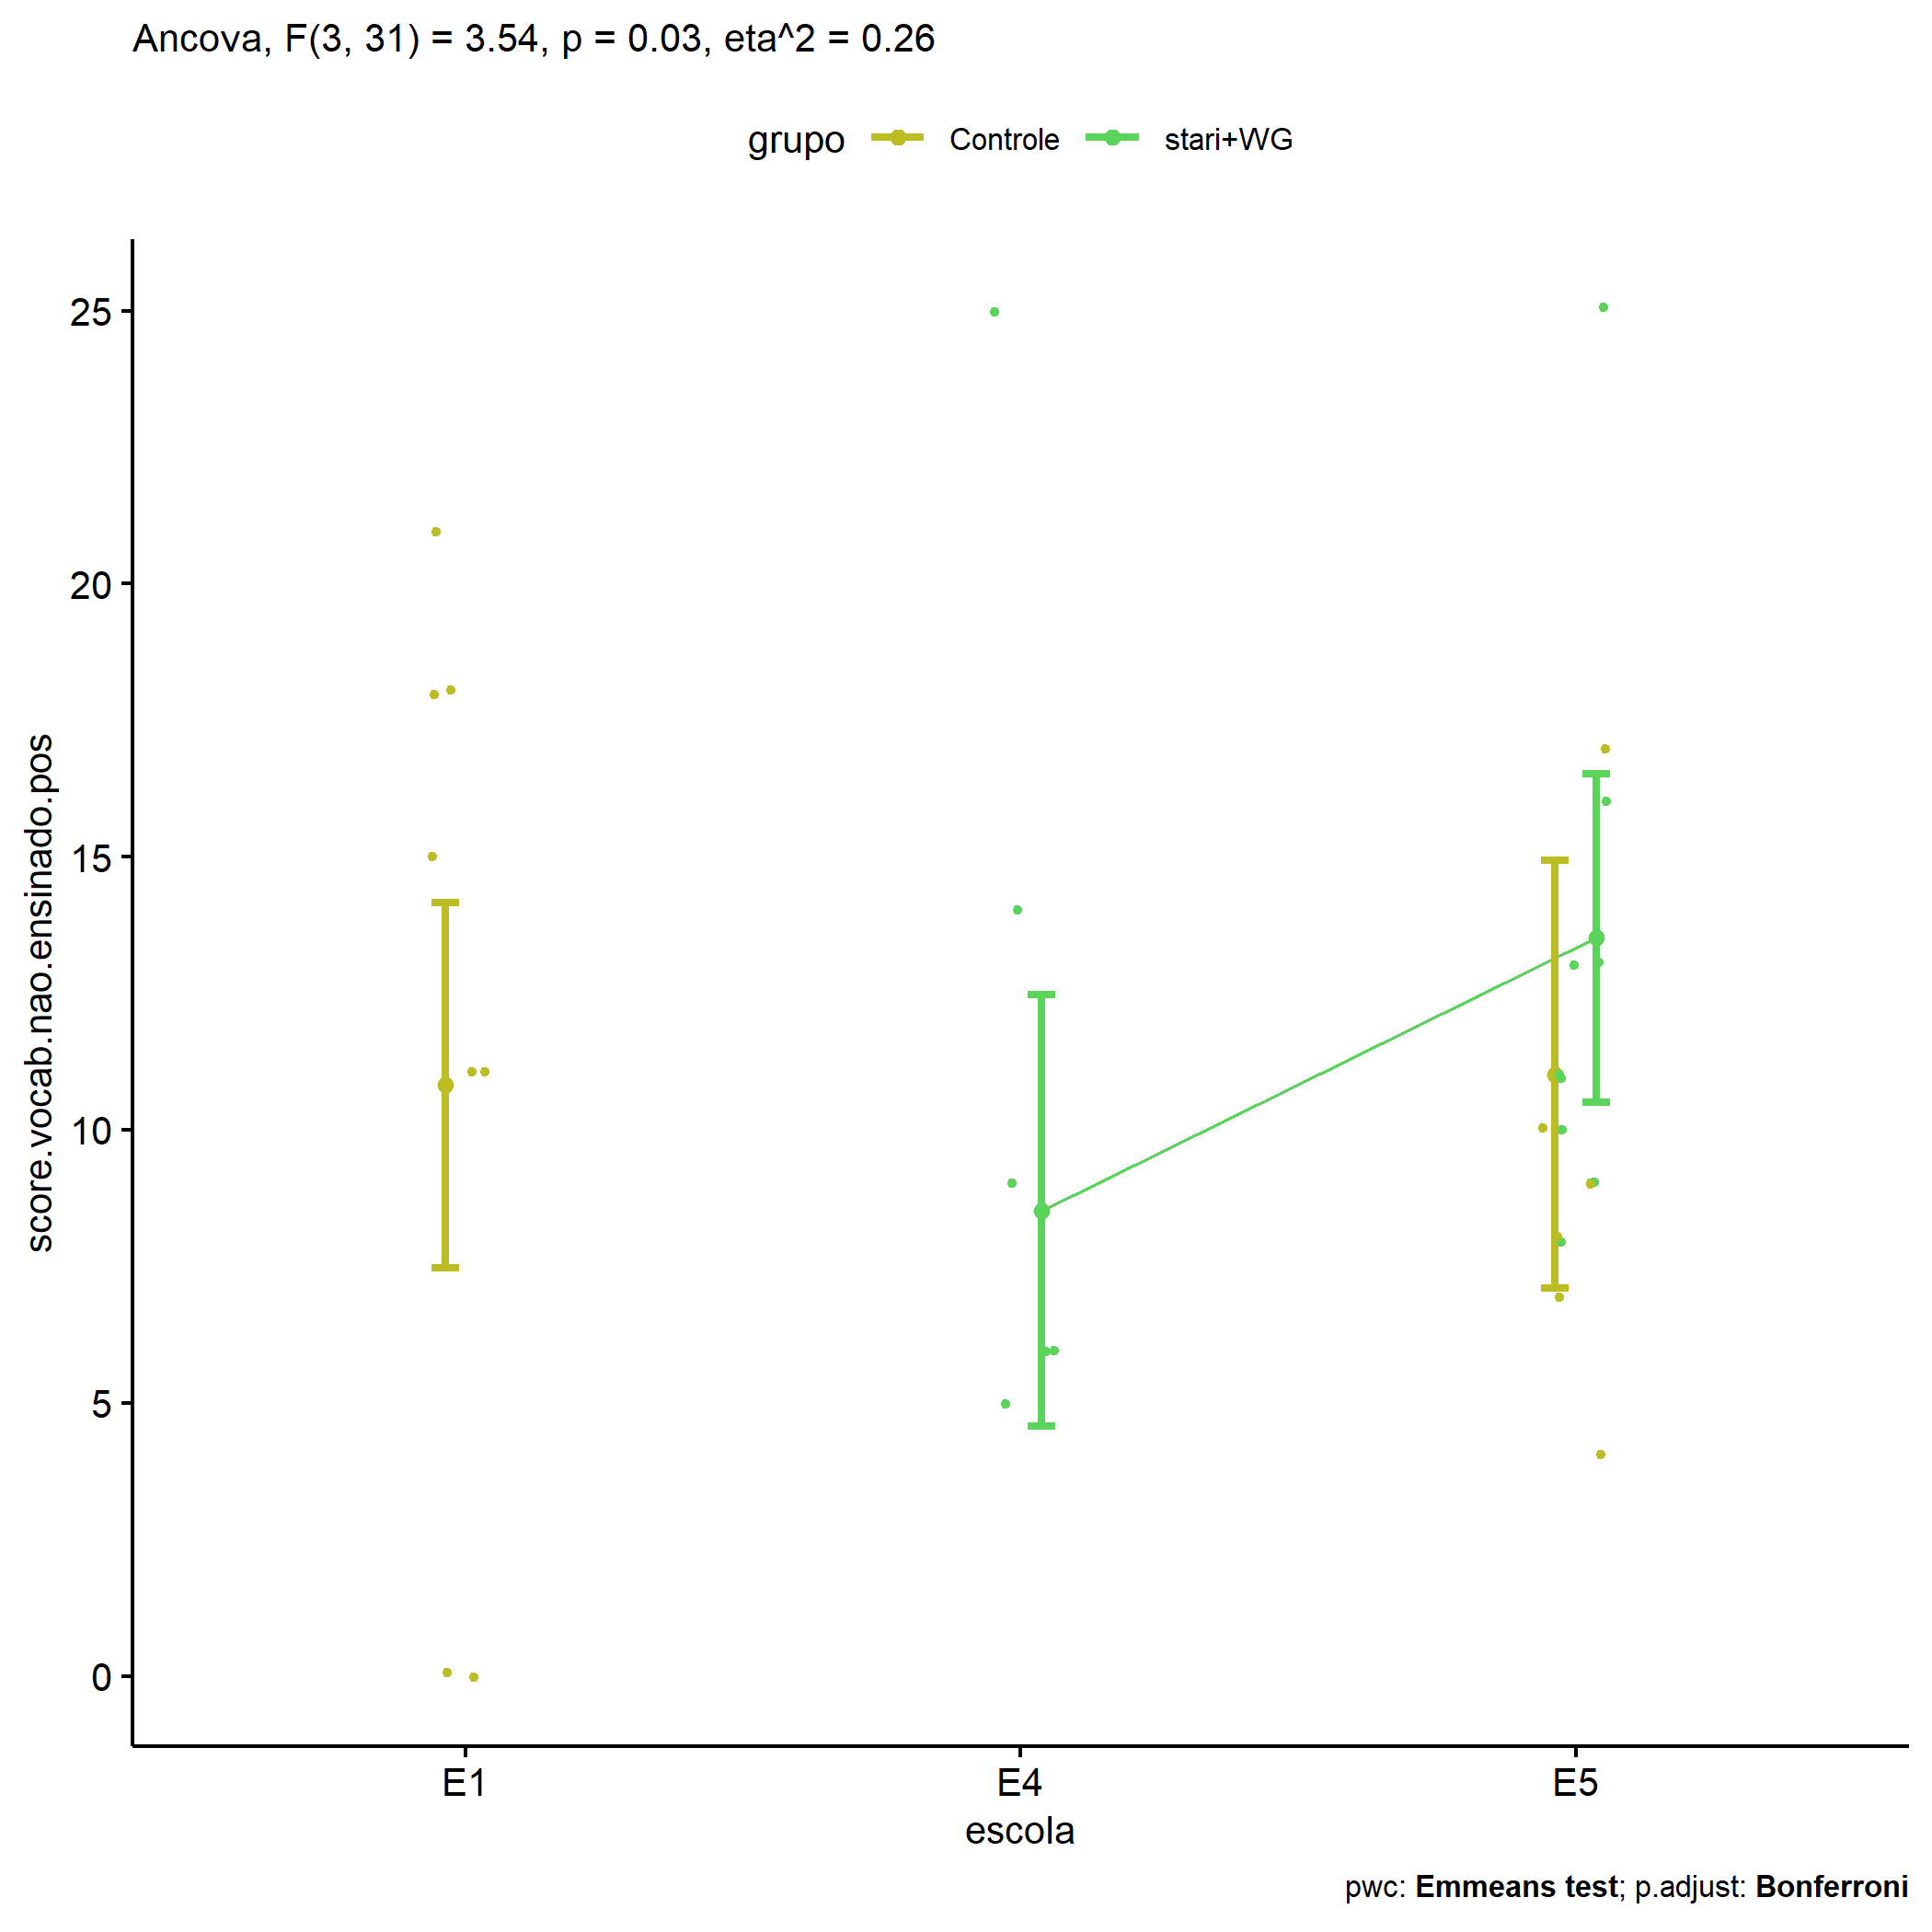 Ancova, F(3, 31) = 3.54, p = 0.03, eta^2 = 0.26
grupo Controle stari+WG
score.vocab.nao.ensinado.pos
25
20
15
10
5
0
E1 E4 E5
escola
pwc: Emmeans test; p.adjust: Bonferroni